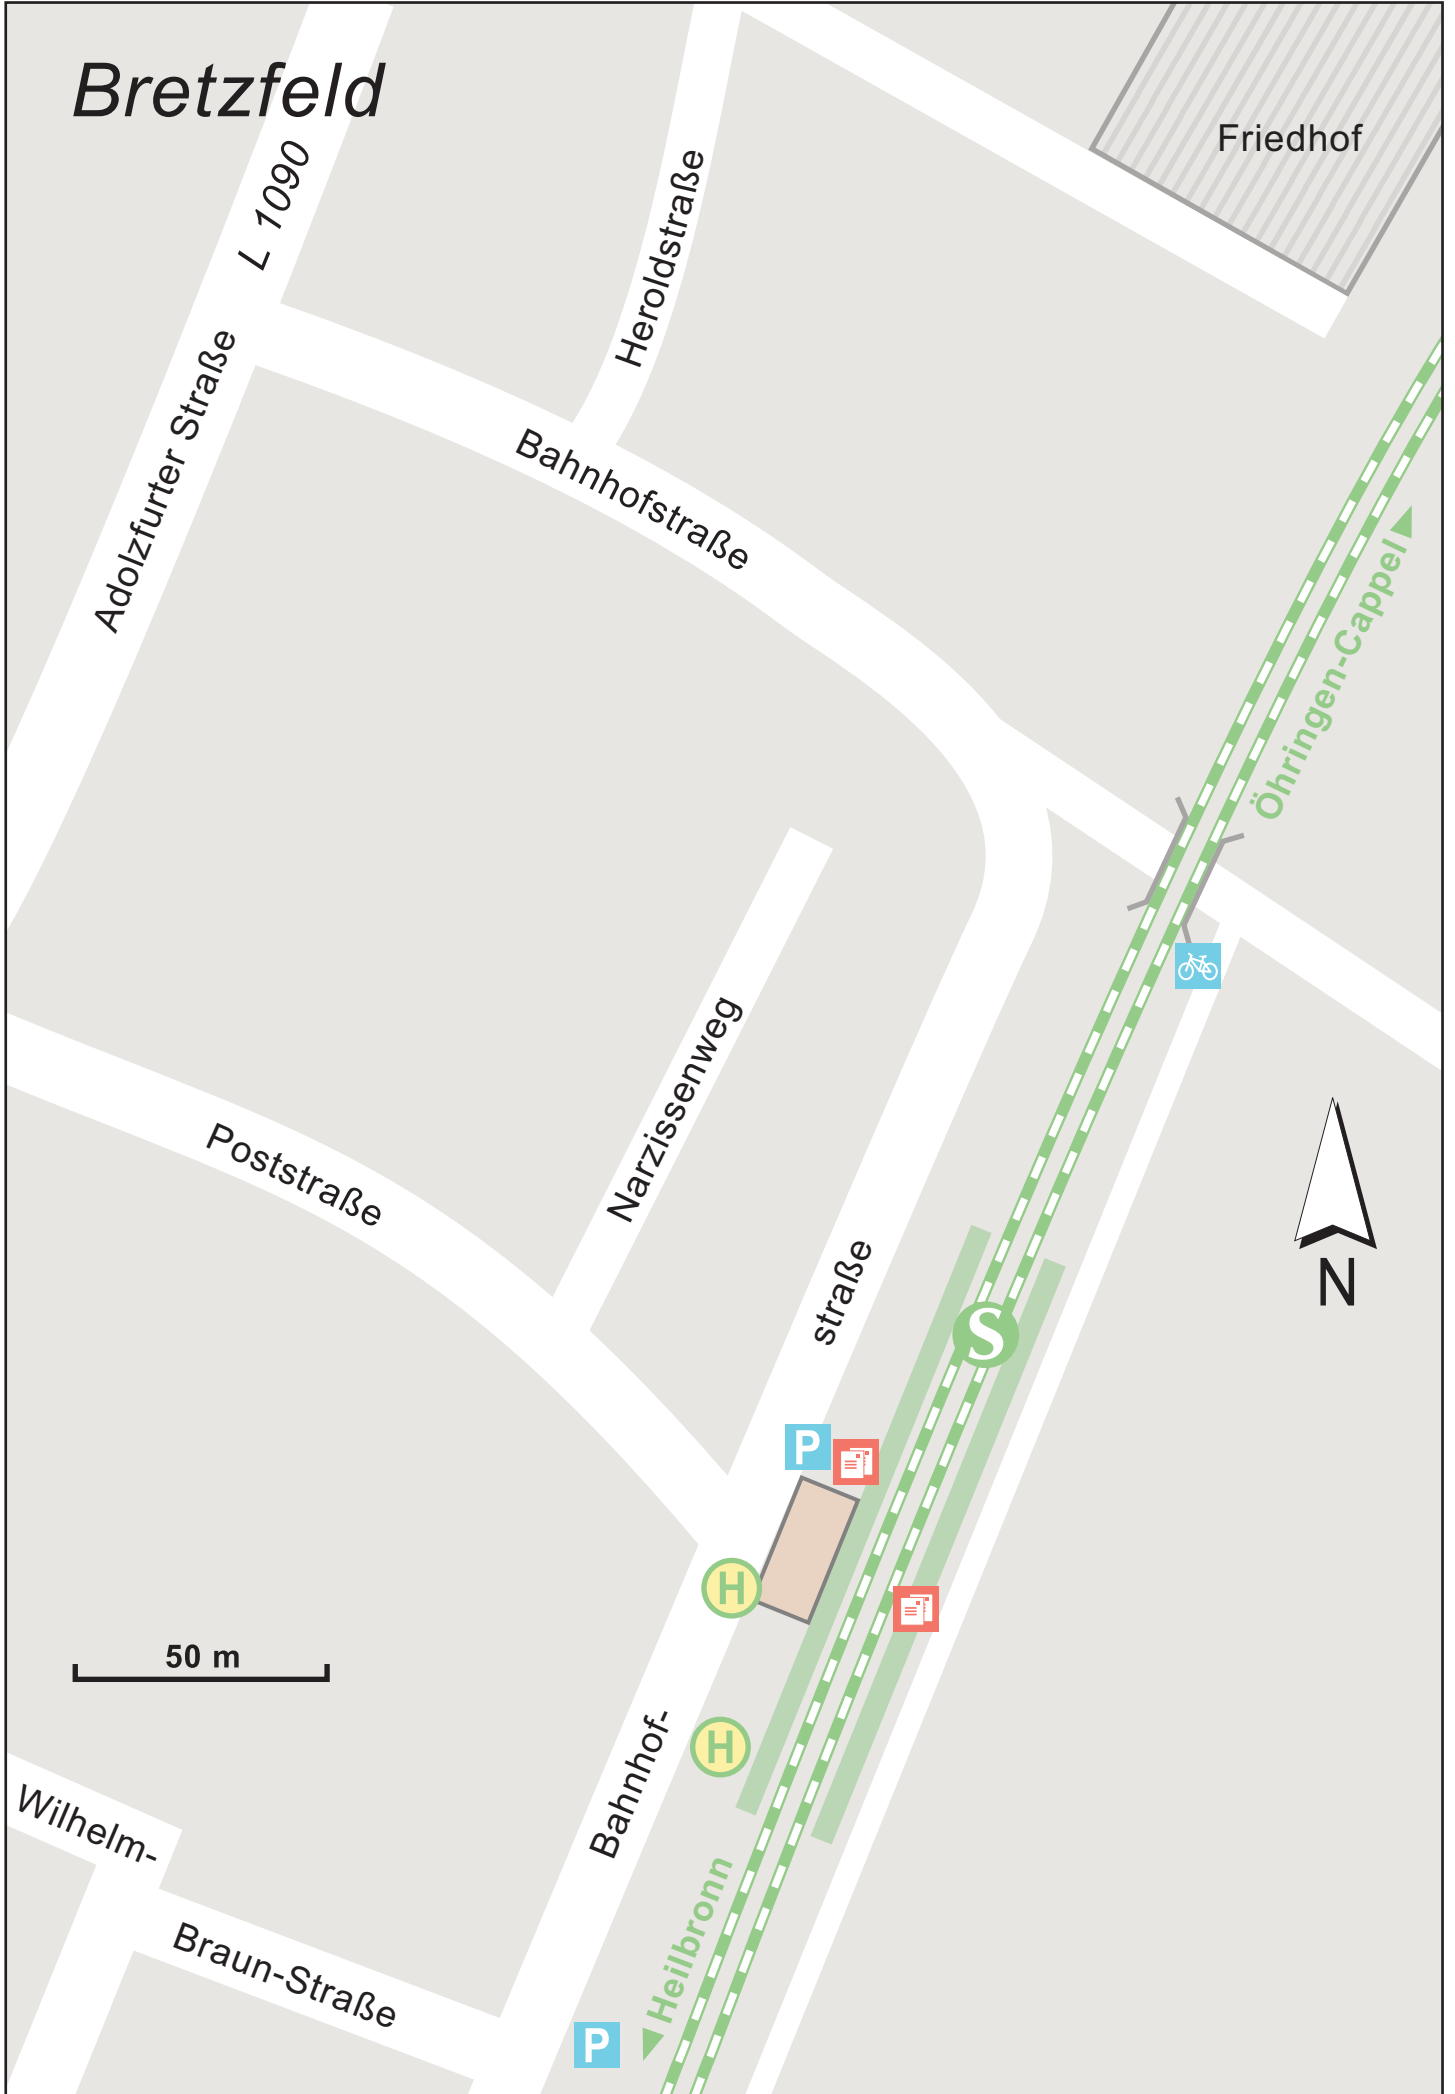 Bretzfeld
L 1090
Friedhof
Heroldstraße
Adolzfurter Straße
Bahnhofstraße
Öhringen-Cappel
Narzissenweg
Poststraße
N
straße
S
P
H
50 m
H
Bahnhof-
Wilhelm-
Braun-Straße
Heilbronn
P